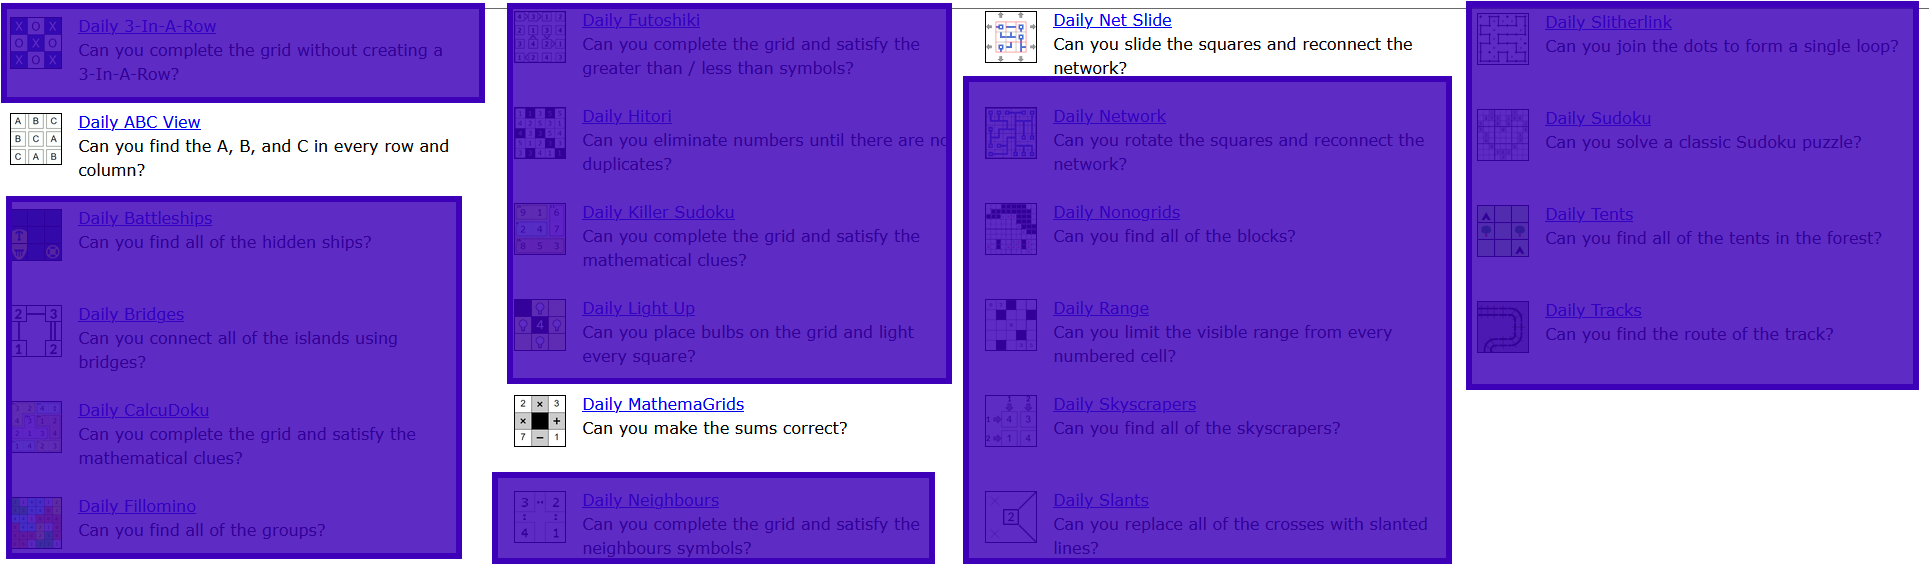 Daily 3-In-A-Row
Can you complete the grid without creating a
3-In-A-Row?
Daily ABC View
Can you find the A, B, and C in every row and
column?
Daily Battleships
Can you find all of the hidden ships?
Daily Bridges
Can you connect all of the islands using
bridges?
Daily CalcuDoku
Can you complete the grid and satisfy the
mathematical clues?
Daily Fillomino
Can you find all of the groups?
Daily Futoshiki
Can you complete the grid and satisfy the
greater than / less than symbols?
Daily Hitori
Can you eliminate numbers until there are no
duplicates?
Daily Killer Sudoku
Can you complete the grid and satisfy the
mathematical clues?
Daily Light Up
Can you place bulbs on the grid and light
every square?
Daily MathemaGrids
Can you make the sums correct?
Daily Neighbours
Can you complete the grid and satisfy the
neighbours symbols?
Daily Net Slide
Can you slide the squares and reconnect the
network?
Daily Network
Can you rotate the squares and reconnect the
network?
Daily Nonogrids
Can you find all of the blocks?
Daily Range
Can you limit the visible range from every
numbered cell?
Daily Skyscrapers
Can you find all of the skyscrapers?
Daily Slants
Can you replace all of the crosses with slanted
lines?
Daily Slitherlink
Can you join the dots to form a single loop?
Daily Sudoku
Can you solve a classic Sudoku puzzle?
Daily Tents
Can you find all of the tents in the forest?
Daily Tracks
Can you find the route of the track?